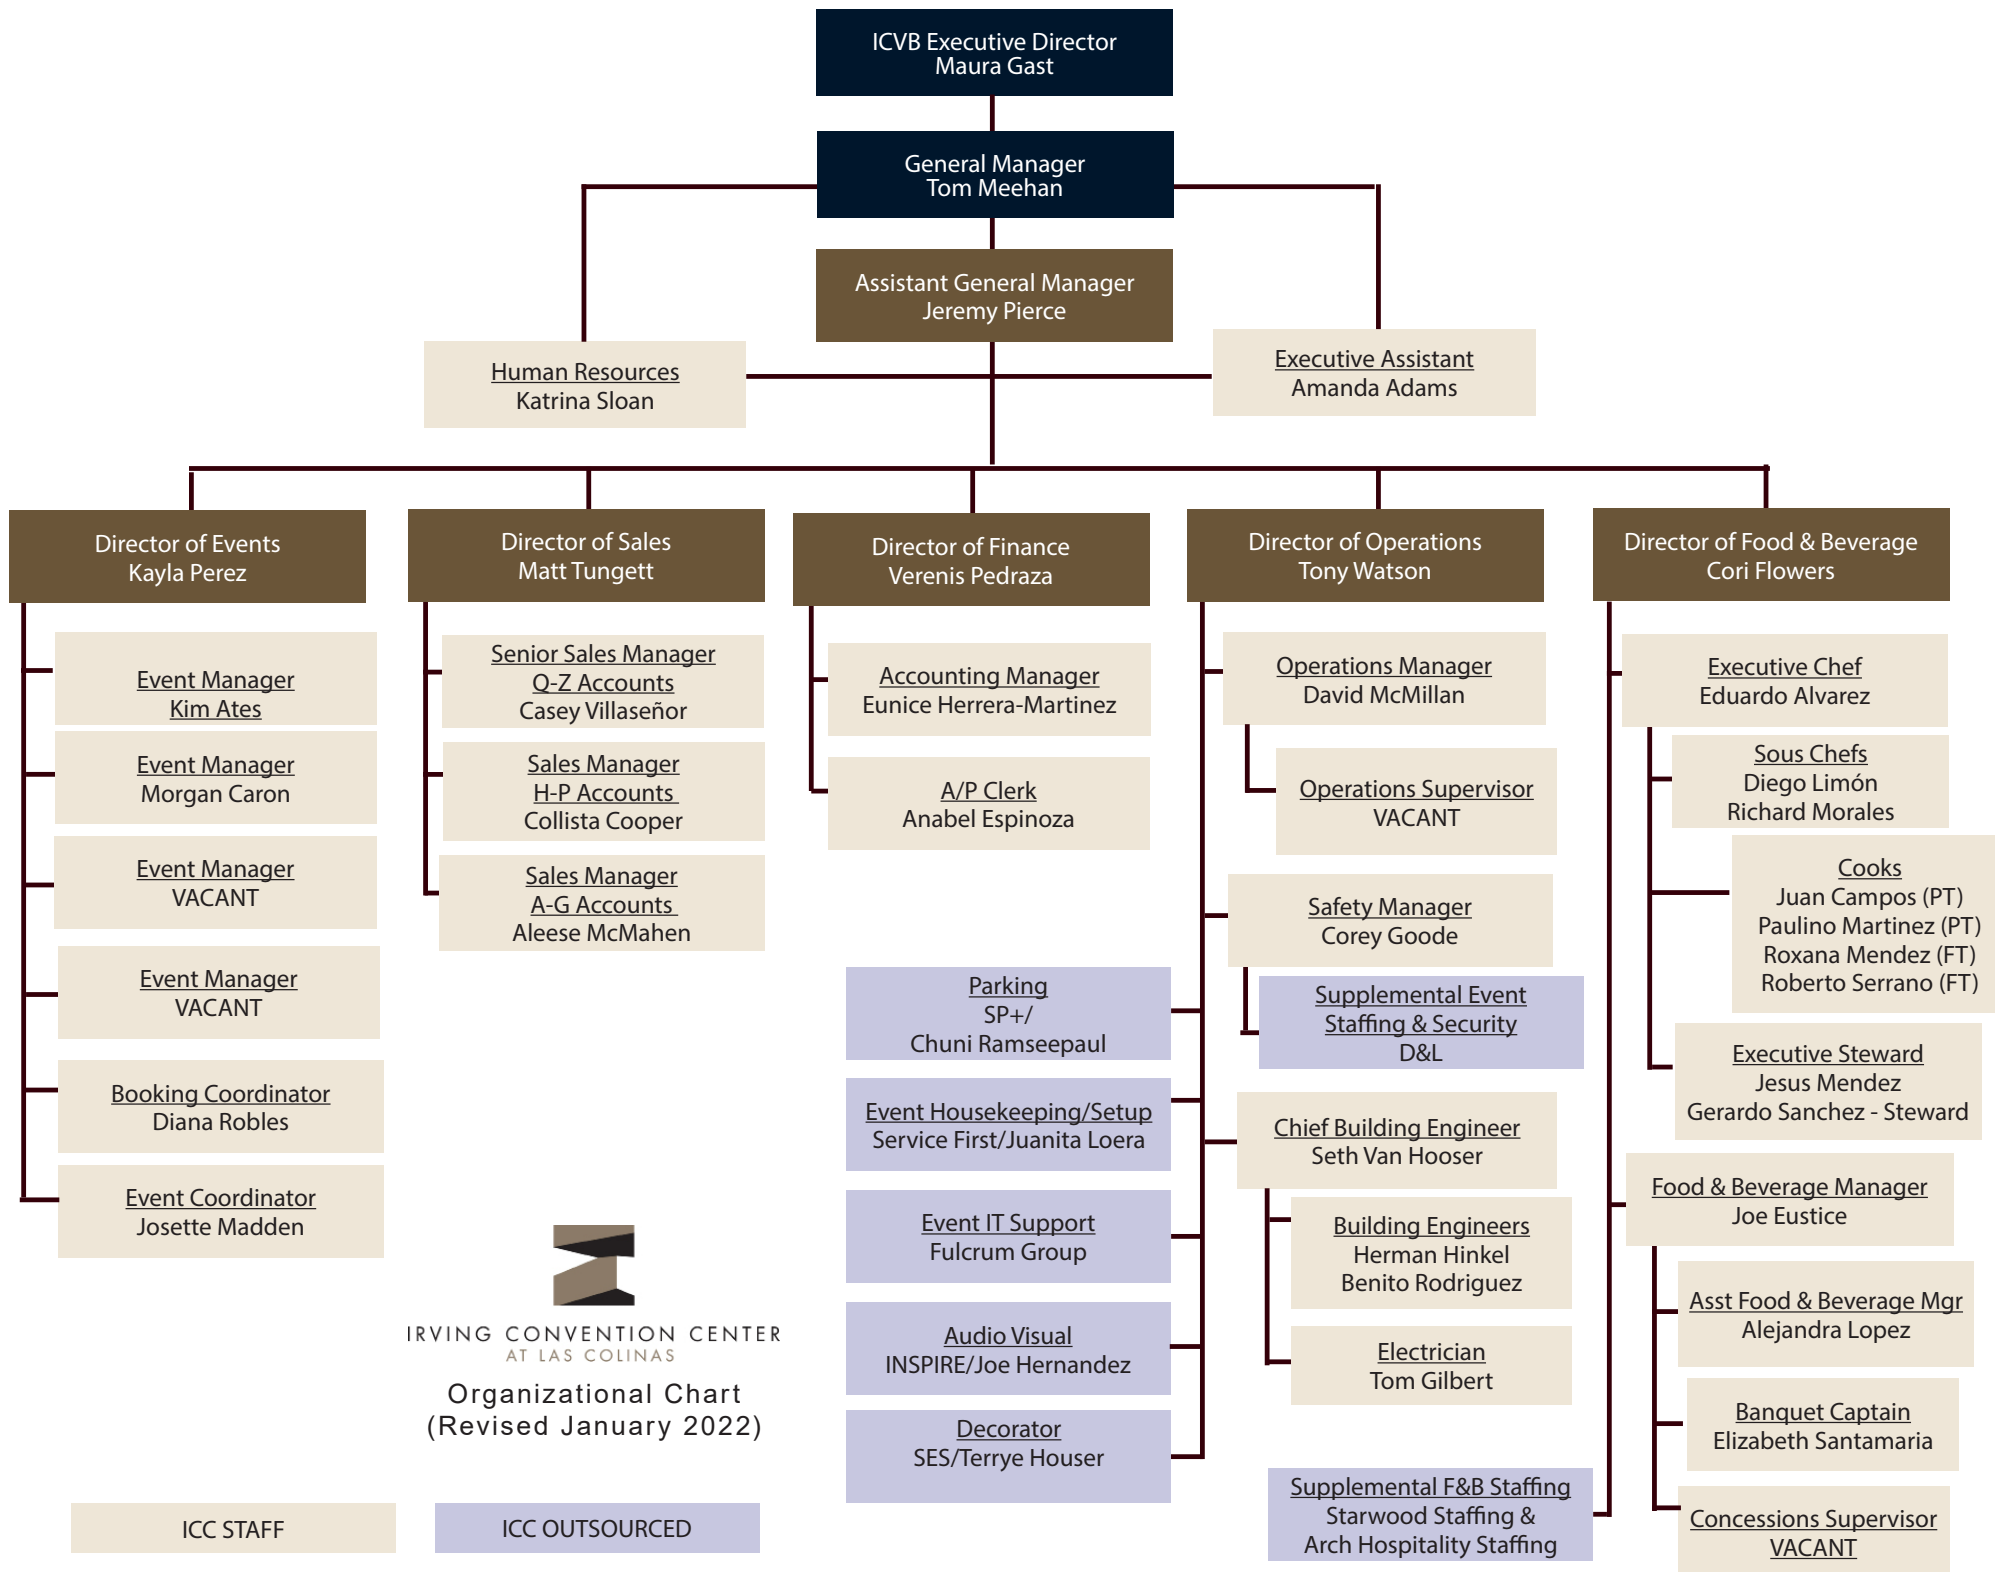 ICVB Executive Director
Maura Gast
General Manager
Tom Meehan
Assistant General Manager
Jeremy Pierce
Human Resources
Katrina Sloan
Executive Assistant
Amanda Adams
Director of Events
Kayla Perez
Event Manager
Kim Ates
Event Manager
Morgan Caron
Event Manager
VACANT
Event Manager
VACANT
Booking Coordinator
Diana Robles
Event Coordinator
Josette Madden
Director of Sales
Matt Tungett
Senior Sales Manager
Q-Z Accounts
Casey Villaseñor
Sales Manager
H-P Accounts
Collista Cooper
Sales Manager
A-G Accounts
Aleese McMahen
Director of Finance
Verenis Pedraza
Accounting Manager
Eunice Herrera-Martinez
A/P Clerk
Anabel Espinoza
Director of Operations
Tony Watson
Operations Manager
David McMillan
Operations Supervisor
VACANT
Safety Manager
Corey Goode
Supplemental Event
Staffing & Security
D&L
Chief Building Engineer
Seth Van Hooser
Building Engineers
Herman Hinkel
Benito Rodriguez
Electrician
Tom Gilbert
Parking
SP+/
Chuni Ramseepaul
Event Housekeeping/Setup
Service First/Juanita Loera
Event IT Support
Fulcrum Group
Audio Visual
INSPIRE/Joe Hernandez
Decorator
SES/Terrye Houser
Director of Food & Beverage
Cori Flowers
Executive Chef
Eduardo Alvarez
Sous Chefs
Diego Limón
Richard Morales
Cooks
Juan Campos (PT)
Paulino Martinez (PT)
Roxana Mendez (FT)
Roberto Serrano (FT)
Executive Steward
Jesus Mendez
Gerardo Sanchez - Steward
Food & Beverage Manager
Joe Eustice
Asst Food & Beverage Mgr
Alejandra Lopez
Banquet Captain
Elizabeth Santamaria
Concessions Supervisor
VACANT
Supplemental F&B Staffing
Starwood Staffing &
Arch Hospitality Staffing
IRVING CONVENTION CENTER
AT LAS COLINAS
Organizational Chart
(Revised January 2022)
ICC STAFF
ICC OUTSOURCED